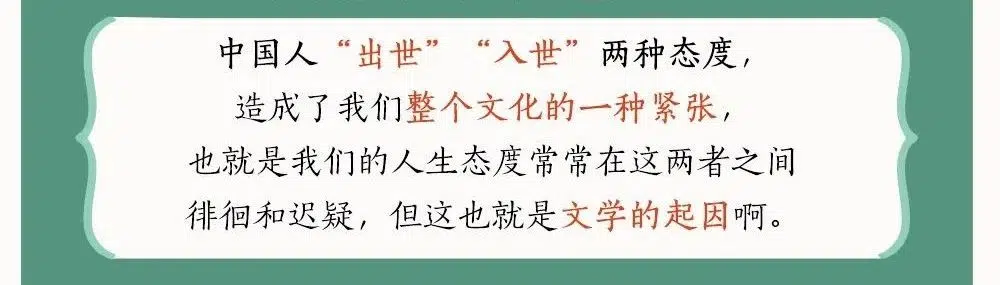 中国人“出世”“入世”两种态度，
造成了我们整个文化的一种紧张，
也就是我们的人生态度常常在这两者之间
徘徊和迟疑，但这也就是文学的起因啊。